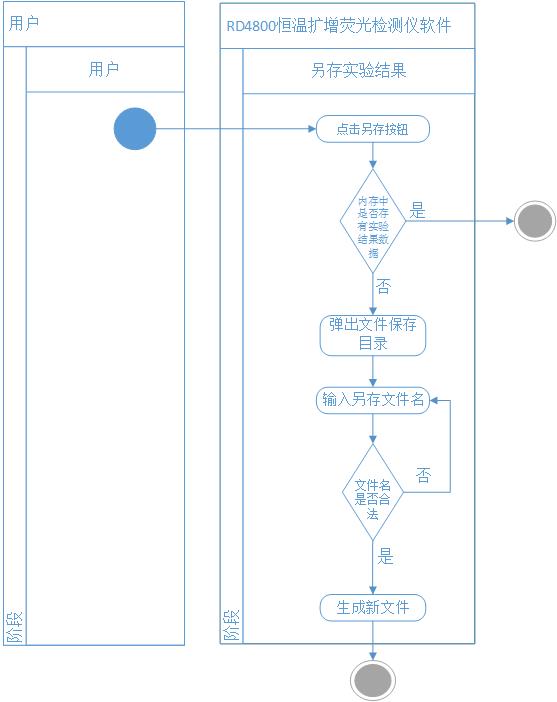 用户
RD4800恒温扩增荧光检测仪软件
用户
另存实验结果
点击另存按钮
内存中
是否存
有实验
结果数
据
是
否
弹出文件保存
目录
输入另存文件名
文件名
是否合
法
否
是
生成新文件
阶段
阶段